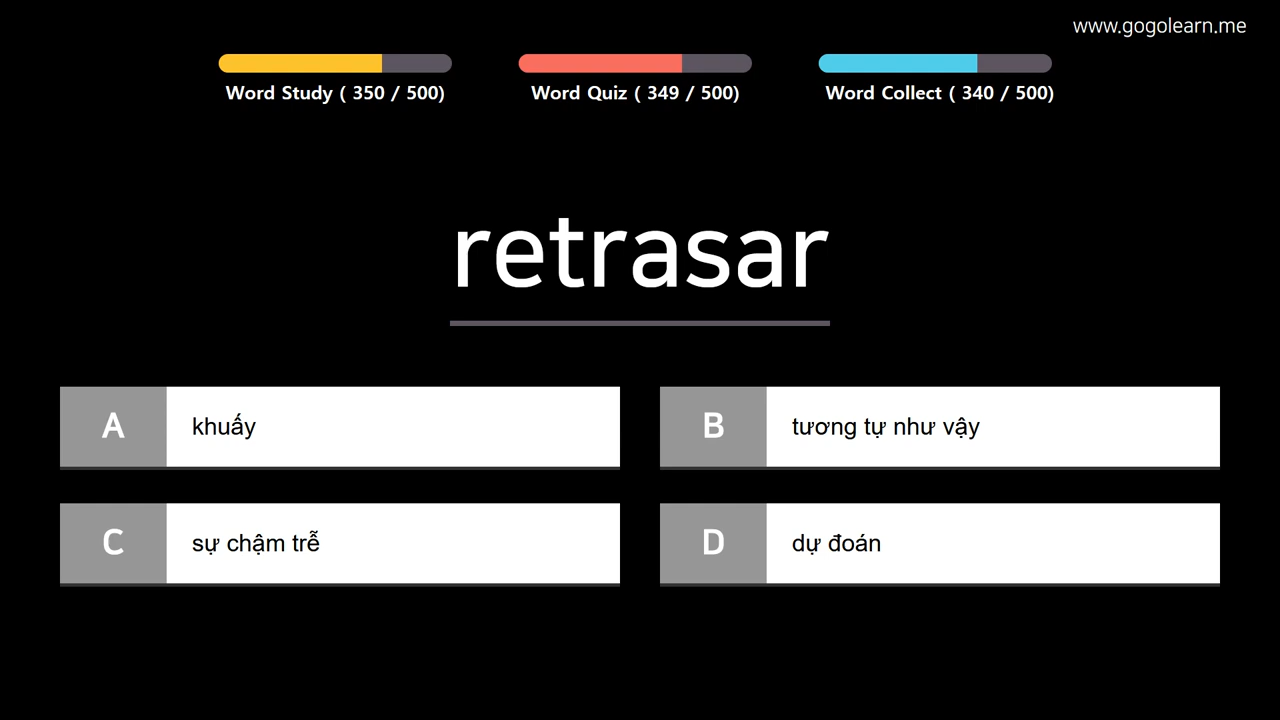 www.gogolearn.me
Word Study ( 350 / 500)
Word Quiz ( 349 / 500)
Word Collect ( 340 / 500)
retrasar
A khuấy
B tương tự như vậy
C sự chậm trễ
D dự đoán